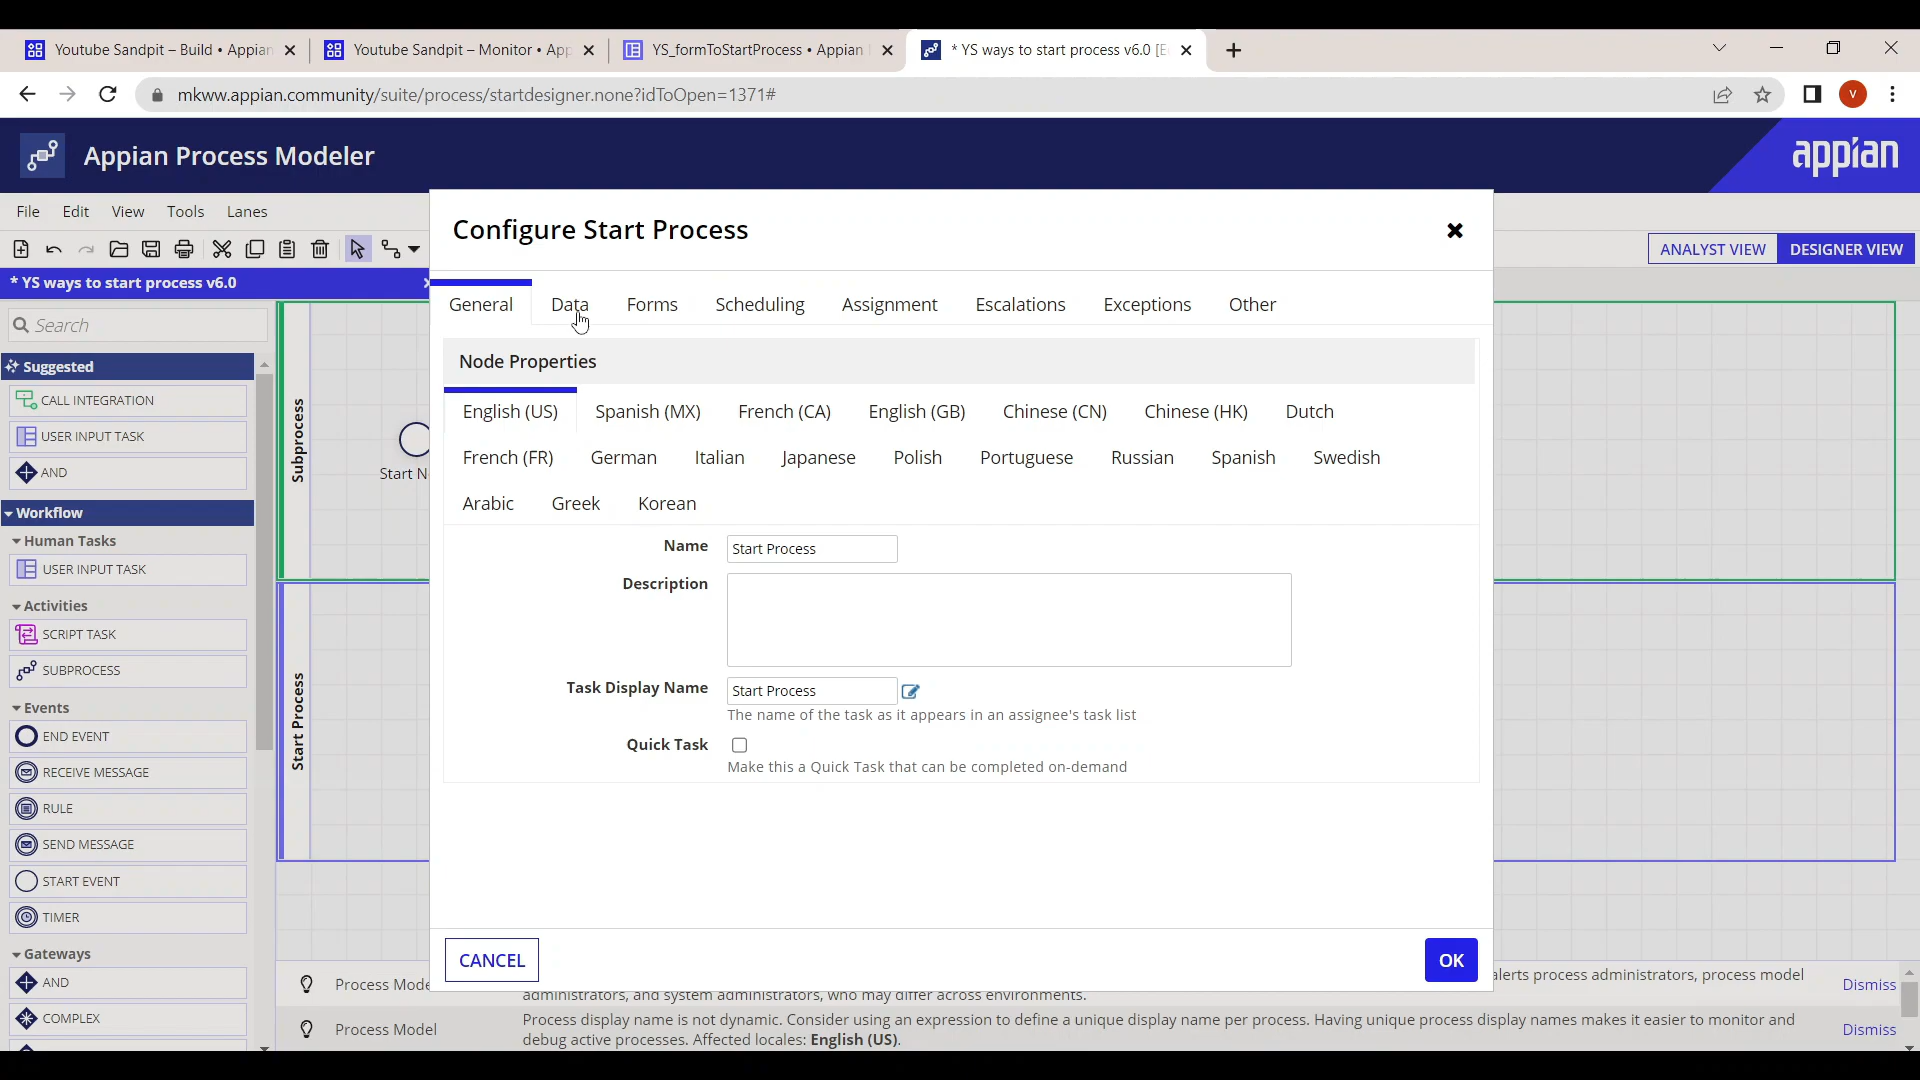 Youtube Sandpit – Build • Appian
Youtube Sandpit – Monitor • App
YS_formToStartProcess • Appian
* YS ways to start process v6.0 [E
mkww.appian.community/suite/process/startdesigner.none?idToOpen=1371#
V
Appian Process Modeler
appian
File Edit View Tools Lanes
ANALYST VIEW DESIGNER VIEW
* YS ways to start process v6.0
Search
Suggested
CALL INTEGRATION
USER INPUT TASK
AND
Workflow
Human Tasks
USER INPUT TASK
Activities
SCRIPT TASK
SUBPROCESS
Events
END EVENT
RECEIVE MESSAGE
RULE
SEND MESSAGE
START EVENT
TIMER
Gateways
AND
COMPLEX
Subprocess
Start N
Start Process
Configure Start Process
General Data Forms Scheduling Assignment Escalations Exceptions Other
Node Properties
English (US) Spanish (MX) French (CA) English (GB) Chinese (CN) Chinese (HK) Dutch
French (FR) German Italian Japanese Polish Portuguese Russian Spanish Swedish
Arabic Greek Korean
Name Start Process
Description
Task Display Name Start Process
The name of the task as it appears in an assignee's task list
Quick Task
Make this a Quick Task that can be completed on-demand
CANCEL OK
Process Mode alerts process administrators, process model Dismiss
administrators, and system administrators, who may differ across environments.
Process Model Process display name is not dynamic. Consider using an expression to define a unique display name per process. Having unique process display names makes it easier to monitor and Dismiss
debug active processes. Affected locales: English (US).